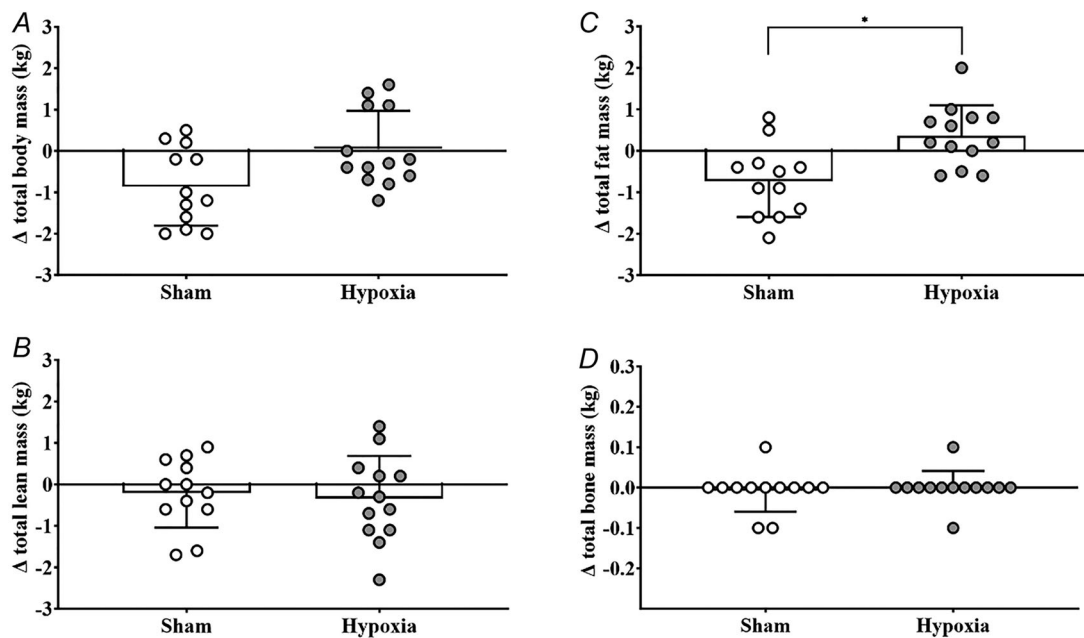 A
Δ total body mass (kg)
3
2
1
0
-1
-2
-3
Sham Hypoxia
C
Δ total fat mass (kg)
3
2
1
0
-1
-2
-3
*
Sham Hypoxia
B
Δ total lean mass (kg)
3
2
1
0
-1
-2
-3
Sham Hypoxia
D
Δ total bone mass (kg)
0.3
0.2
0.1
0.0
-0.1
-0.2
Sham Hypoxia